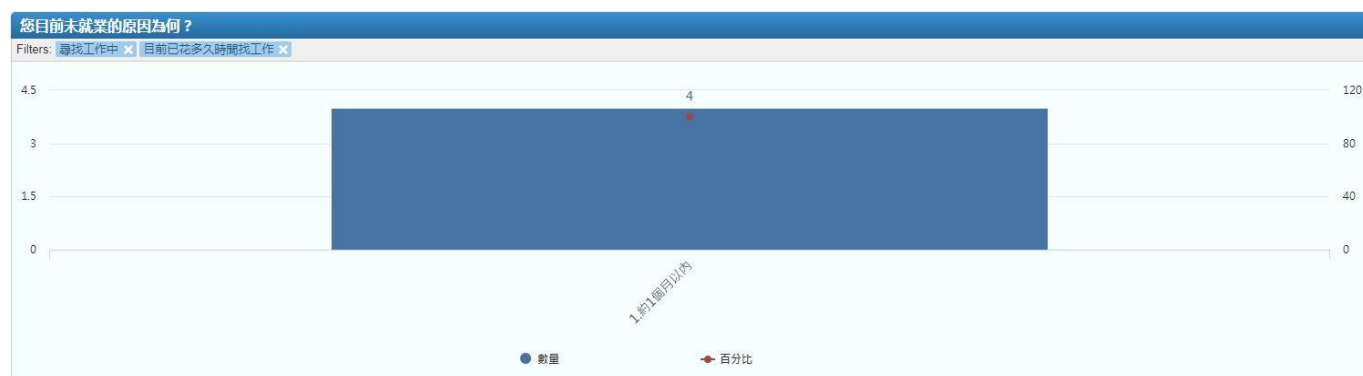 您目前未就業的原因為何？
Filters: 尋找工作中 × 目前已花多久時間找工作 ×
4.5
4
120
3
80
1.5
40
0
0
1.約1個月以內
數量
百分比